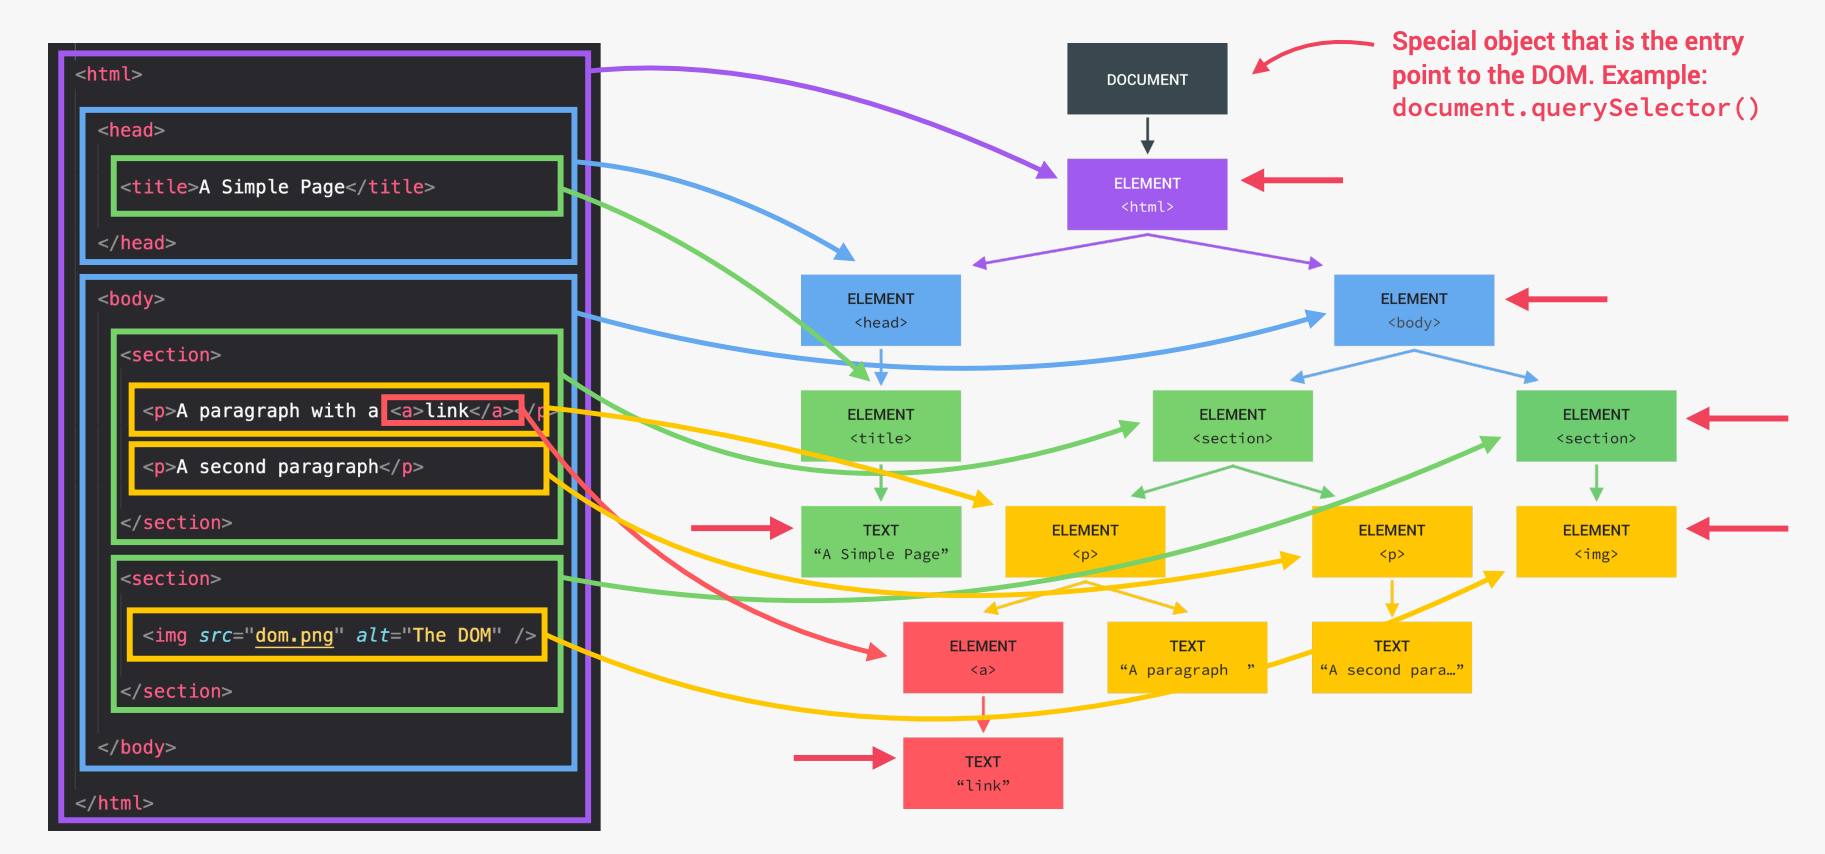 <html>
<head>
<title>A Simple Page</title>
</head>
<body>
<section>
<p>A paragraph with a <a>link</a></p>
<p>A second paragraph</p>
</section>
<section>
<img src="dom.png" alt="The DOM" />
</section>
</body>
</html>
Special object that is the entry
point to the DOM. Example:
document.querySelector()
DOCUMENT
ELEMENT
<html>
ELEMENT
<head>
ELEMENT
<body>
ELEMENT
<title>
ELEMENT
<section>
ELEMENT
<section>
TEXT
“A Simple Page”
ELEMENT
<p>
ELEMENT
<p>
ELEMENT
<img>
ELEMENT
<a>
TEXT
“A paragraph ”
TEXT
“A second para…”
TEXT
“link”